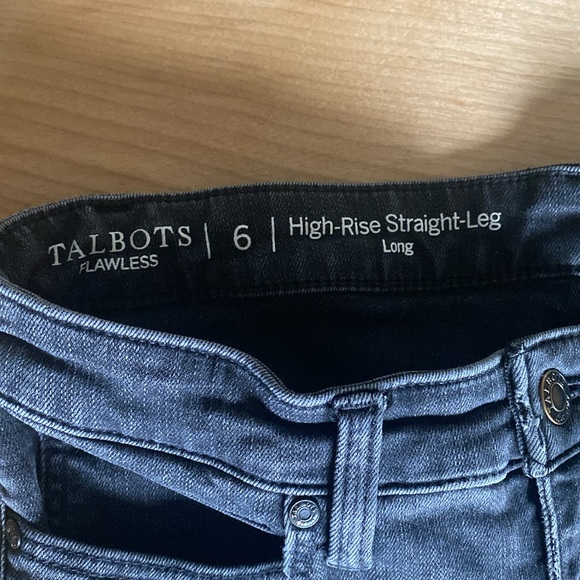 TALBOTS | 6 | High-Rise Straight-Leg
FLAWLESS Long